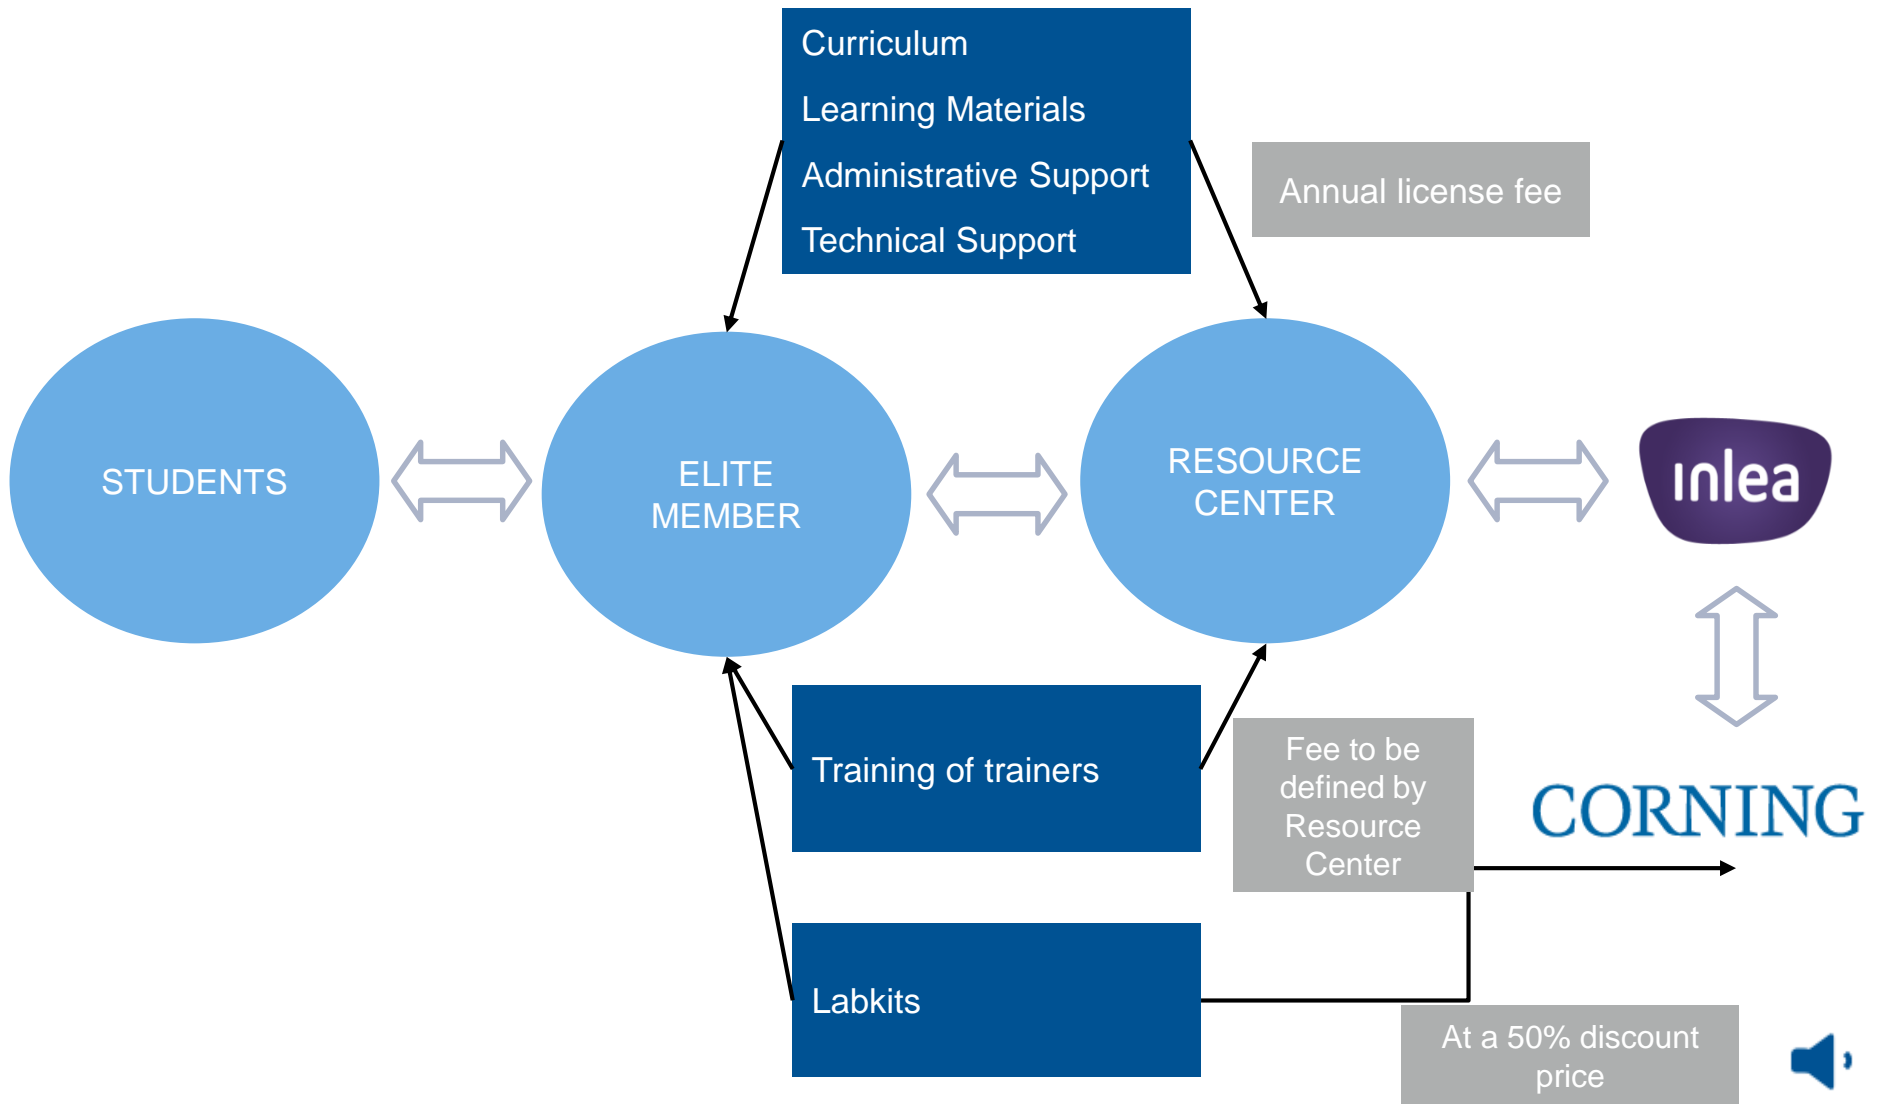 Curriculum
Learning Materials
Administrative Support
Technical Support
Annual license fee
STUDENTS
ELITE
MEMBER
RESOURCE
CENTER
inlea
Training of trainers
Fee to be
defined by
Resource
Center
CORNING
Labkits
At a 50% discount
price